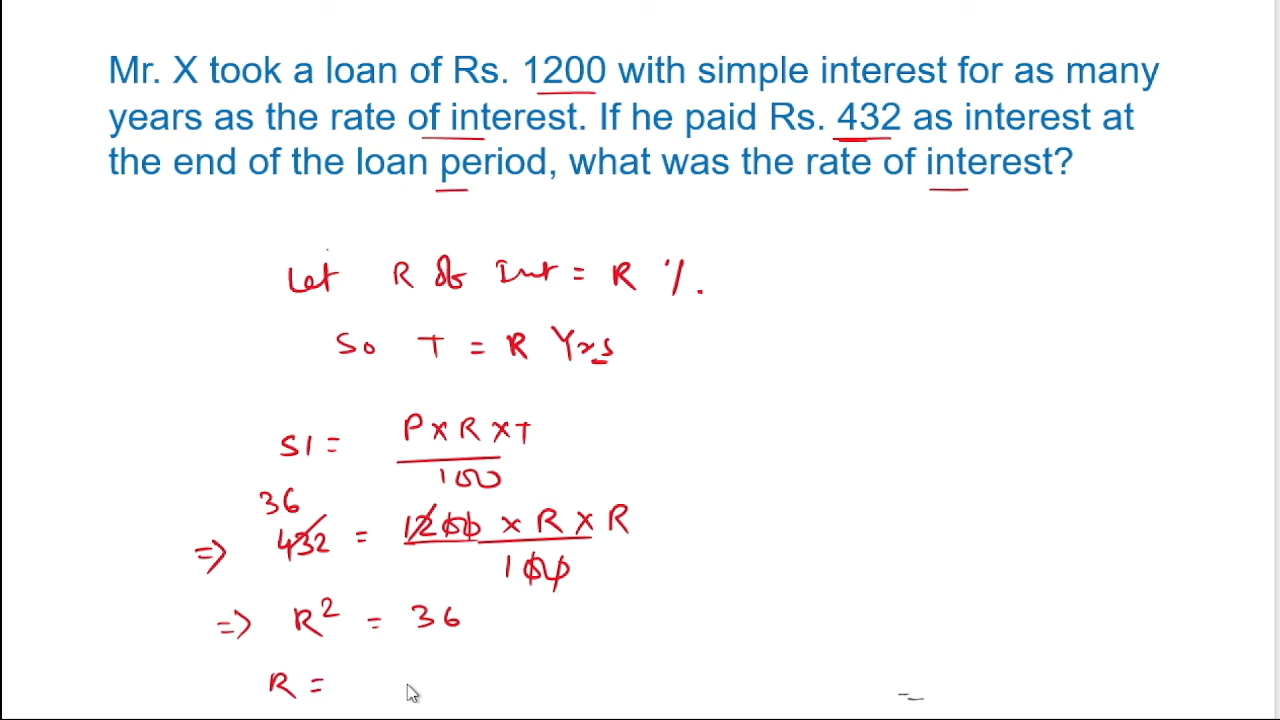 Mr. X took a loan of Rs. 1200 with simple interest for as many
years as the rate of interest. If he paid Rs. 432 as interest at
the end of the loan period, what was the rate of interest?
Let R of Int = R %.
So T = R Yrs
SI = P x R x T
100
36
=> 432 = 1200 x R x R
100
=> R² = 36
R =